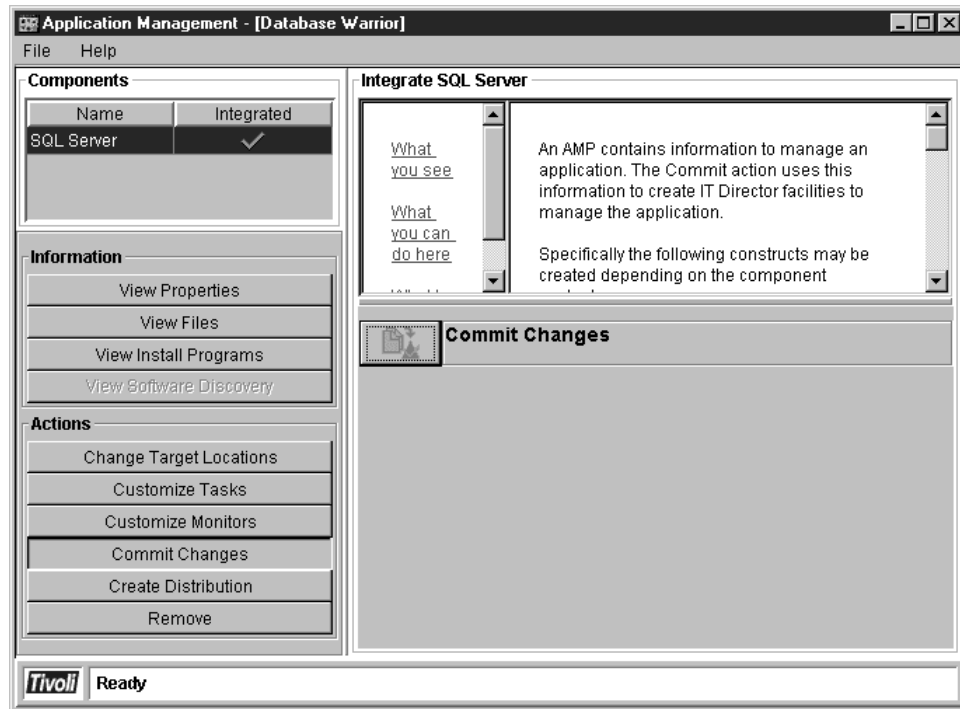 Application Management - [Database Warrior]
File Help
Components
Name Integrated
SQL Server
Information
View Properties
View Files
View Install Programs
View Software Discovery
Actions
Change Target Locations
Customize Tasks
Customize Monitors
Commit Changes
Create Distribution
Remove
Integrate SQL Server
What
you see
What
you can
do here
An AMP contains information to manage an
application. The Commit action uses this
information to create IT Director facilities to
manage the application.
Specifically the following constructs may be
created depending on the component
Commit Changes
Tivoli Ready